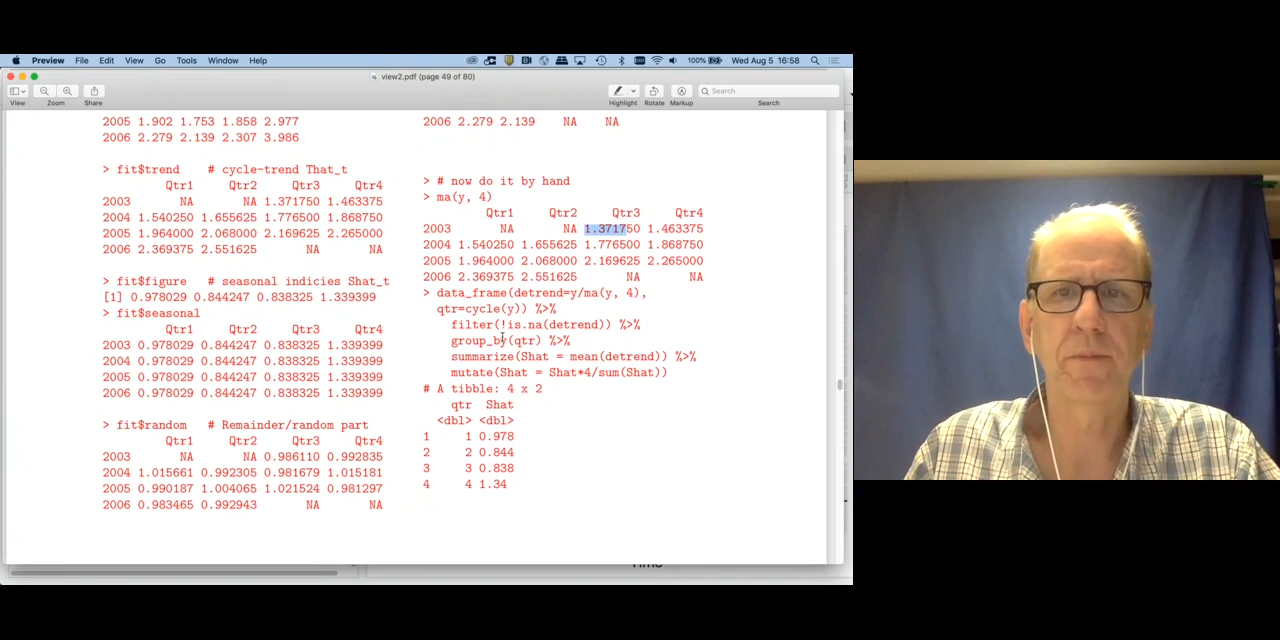 Preview File Edit View Go Tools Window Help 100% Wed Aug 5 16:58
view2.pdf (page 49 of 80)
Search
View Zoom Share Highlight Rotate Markup Search
2005 1.902 1.753 1.858 2.977
2006 2.279 2.139 2.307 3.986
> fit$trend # cycle-trend That_t
Qtr1 Qtr2 Qtr3 Qtr4
2003 NA NA 1.371750 1.463375
2004 1.540250 1.655625 1.776500 1.868750
2005 1.964000 2.068000 2.169625 2.265000
2006 2.369375 2.551625 NA NA
> fit$figure # seasonal indicies Shat_t
[1] 0.978029 0.844247 0.838325 1.339399
> fit$seasonal
Qtr1 Qtr2 Qtr3 Qtr4
2003 0.978029 0.844247 0.838325 1.339399
2004 0.978029 0.844247 0.838325 1.339399
2005 0.978029 0.844247 0.838325 1.339399
2006 0.978029 0.844247 0.838325 1.339399
> fit$random # Remainder/random part
Qtr1 Qtr2 Qtr3 Qtr4
2003 NA NA 0.986110 0.992835
2004 1.015661 0.992305 0.981679 1.015181
2005 0.990187 1.004065 1.021524 0.981297
2006 0.983465 0.992943 NA NA
2006 2.279 2.139 NA NA
> # now do it by hand
> ma(y, 4)
Qtr1 Qtr2 Qtr3 Qtr4
2003 NA NA 1.371750 1.463375
2004 1.540250 1.655625 1.776500 1.868750
2005 1.964000 2.068000 2.169625 2.265000
2006 2.369375 2.551625 NA NA
> data_frame(detrend=y/ma(y, 4),
qtr=cycle(y)) %>%
filter(!is.na(detrend)) %>%
group_by(qtr) %>%
summarize(Shat = mean(detrend)) %>%
mutate(Shat = Shat*4/sum(Shat))
# A tibble: 4 x 2
qtr Shat
<dbl> <dbl>
1 1 0.978
2 2 0.844
3 3 0.838
4 4 1.34